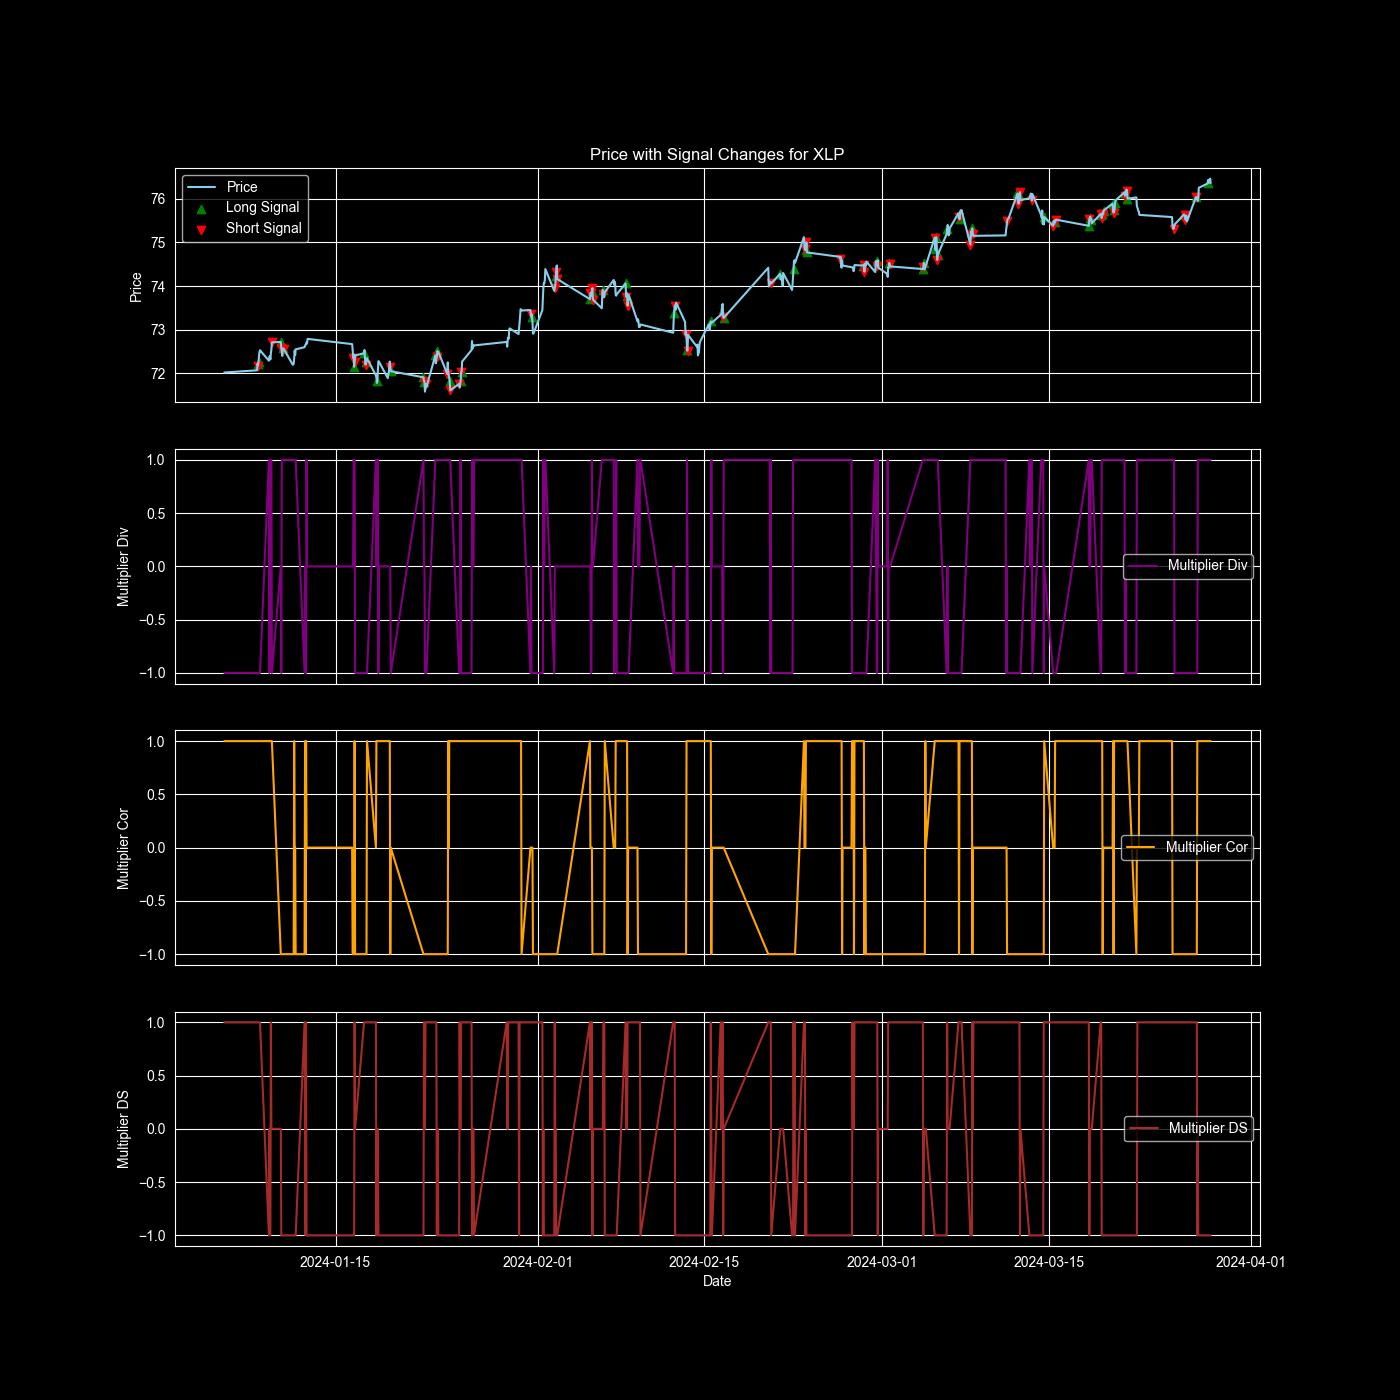 Price with Signal Changes for XLP
Price
Long Signal
Short Signal
Price
76
75
74
73
72
Multiplier Div
1.0
0.5
0.0
−0.5
−1.0
Multiplier Div
Multiplier Cor
1.0
0.5
0.0
−0.5
−1.0
Multiplier Cor
Multiplier DS
1.0
0.5
0.0
−0.5
−1.0
Multiplier DS
2024-01-15 2024-02-01 2024-02-15 2024-03-01 2024-03-15 2024-04-01
Date